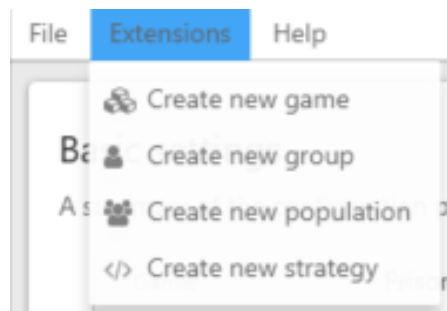 File Extensions Help
Create new game
Create new group
Create new population
Create new strategy